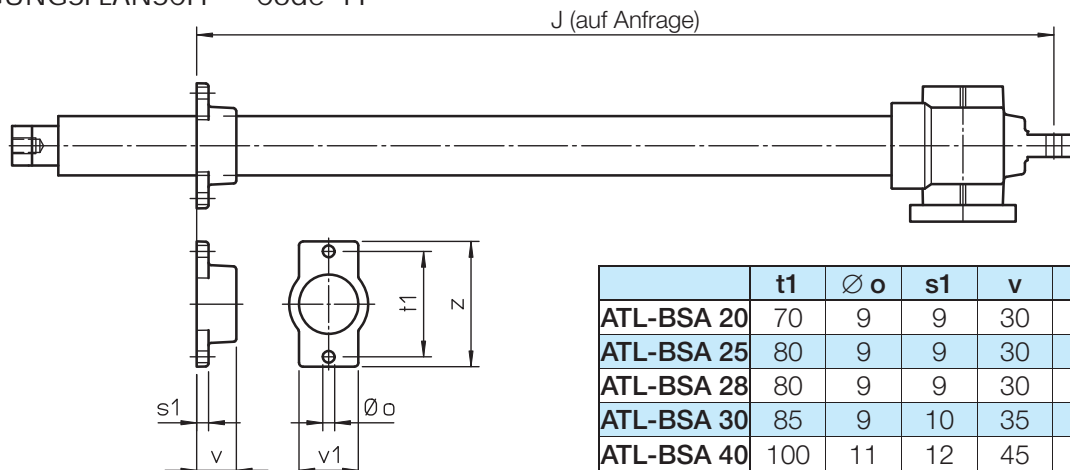 Code
J (auf Anfrage)
t1
z
s1
Ø o
v
v1
t1 Ø o s1 v
ATL-BSA 20 70 9 9 30
ATL-BSA 25 80 9 9 30
ATL-BSA 28 80 9 9 30
ATL-BSA 30 85 9 10 35
ATL-BSA 40 100 11 12 45